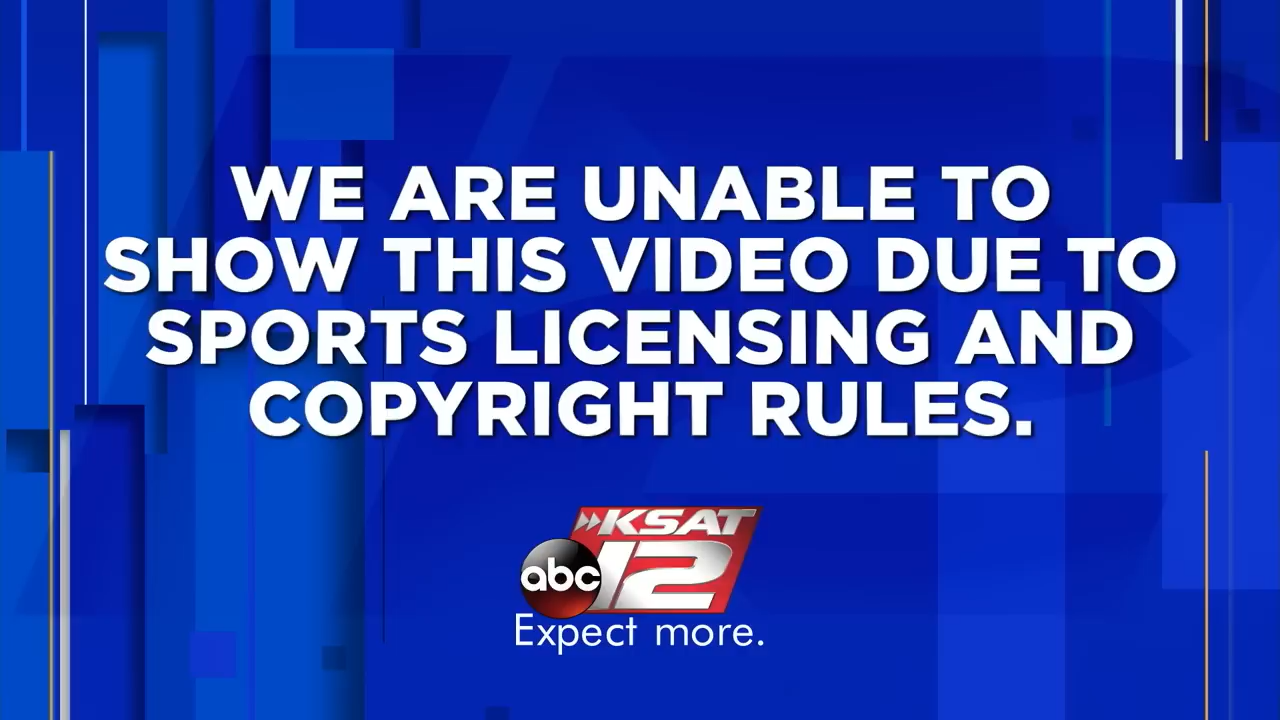 WE ARE UNABLE TO
SHOW THIS VIDEO DUE TO
SPORTS LICENSING AND
COPYRIGHT RULES.
KSAT
abc 12
Expect more.